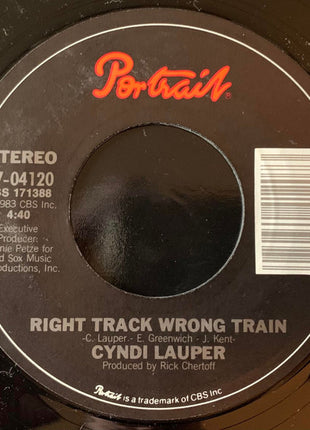 Portrait®
STEREO
-04120
171388
1983 CBS Inc.
4:40
Executive
Producer:
Petze for
Sox Music
Productions, Inc.
RIGHT TRACK WRONG TRAIN
-C. Lauper- E. Greenwich - J. Kent-
CYNDI LAUPER
Produced by Rick Chertoff
Portrait is a trademark of CBS Inc